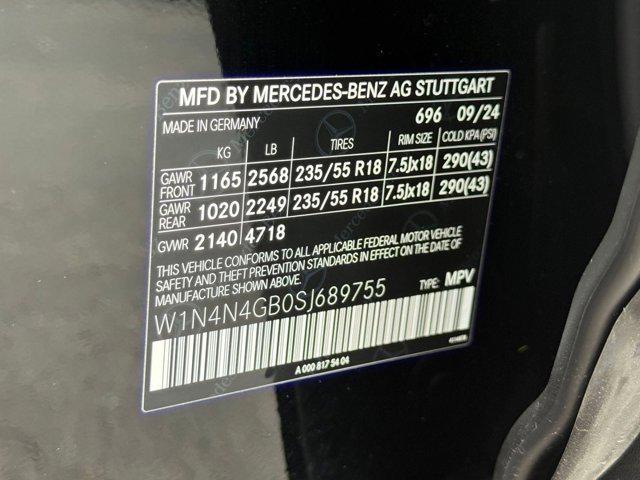 MFD BY MERCEDES-BENZ AG STUTTGART
MADE IN GERMANY 696 09/24
KG LB TIRES RIM SIZE COLD KPA(PSI)
GAWR FRONT 1165 2568 235/55 R18 7.5Jx18 290(43)
GAWR REAR 1020 2249 235/55 R18 7.5Jx18 290(43)
GVWR 2140 4718
THIS VEHICLE CONFORMS TO ALL APPLICABLE FEDERAL MOTOR VEHICLE
SAFETY AND THEFT PREVENTION STANDARDS IN EFFECT ON THE DATE
OF MANUFACTURE SHOWN ABOVE.
TYPE: MPV
W1N4N4GB0SJ689755
A 000 817 54 04